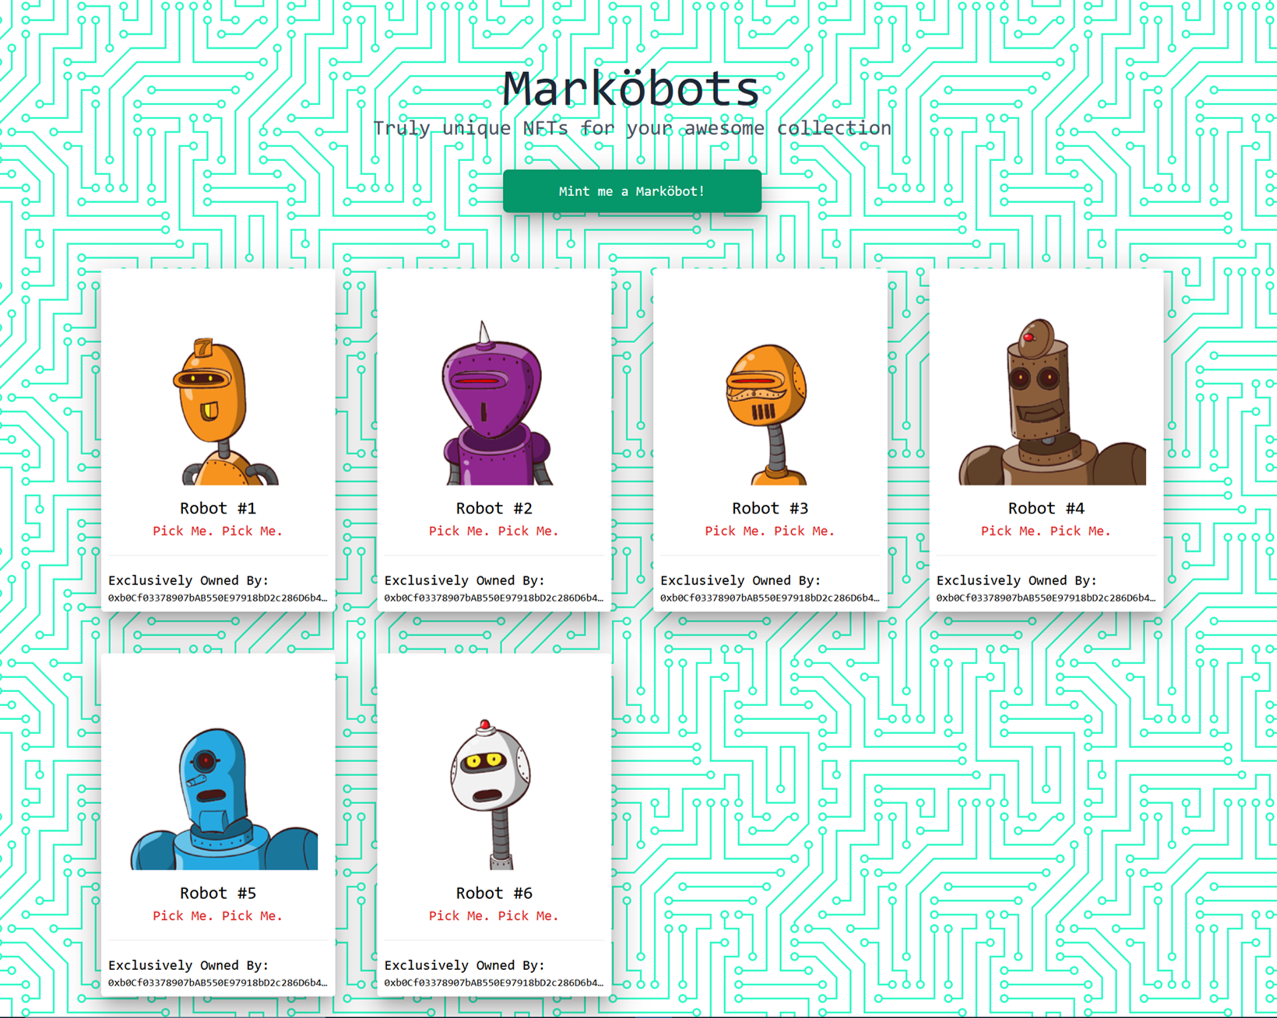 Marköbots
Truly unique NFTs for your awesome collection
Mint me a Marköbot!
7
Robot #1
Pick Me. Pick Me.
Exclusively Owned By:
0xb0Cf03378907bAB550E97918bD2c286D6b4…
Robot #2
Pick Me. Pick Me.
Exclusively Owned By:
0xb0Cf03378907bAB550E97918bD2c286D6b4…
Robot #3
Pick Me. Pick Me.
Exclusively Owned By:
0xb0Cf03378907bAB550E97918bD2c286D6b4…
Robot #4
Pick Me. Pick Me.
Exclusively Owned By:
0xb0Cf03378907bAB550E97918bD2c286D6b4…
Robot #5
Pick Me. Pick Me.
Exclusively Owned By:
0xb0Cf03378907bAB550E97918bD2c286D6b4…
Robot #6
Pick Me. Pick Me.
Exclusively Owned By:
0xb0Cf03378907bAB550E97918bD2c286D6b4…